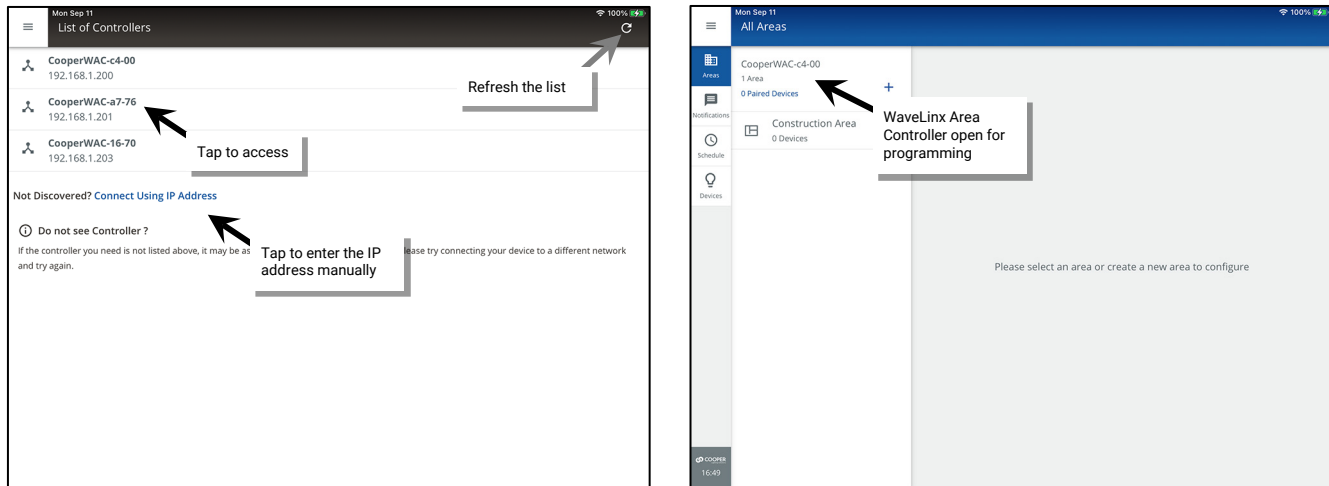 Mon Sep 11
100%
List of Controllers
CooperWAC-c4-00
192.168.1.200
Refresh the list
CooperWAC-a7-76
192.168.1.201
CooperWAC-16-70
192.168.1.203
Tap to access
Not Discovered? Connect Using IP Address
Do not see Controller ?
If the controller you need is not listed above, it may be as
lease try connecting your device to a different network
and try again.
Tap to enter the IP
address manually
Mon Sep 11
100%
All Areas
Areas
Notifications
Schedule
Devices
CooperWAC-c4-00
1 Area
0 Paired Devices
+
Construction Area
0 Devices
WaveLinx Area
Controller open for
programming
Please select an area or create a new area to configure
COOPER
16:49